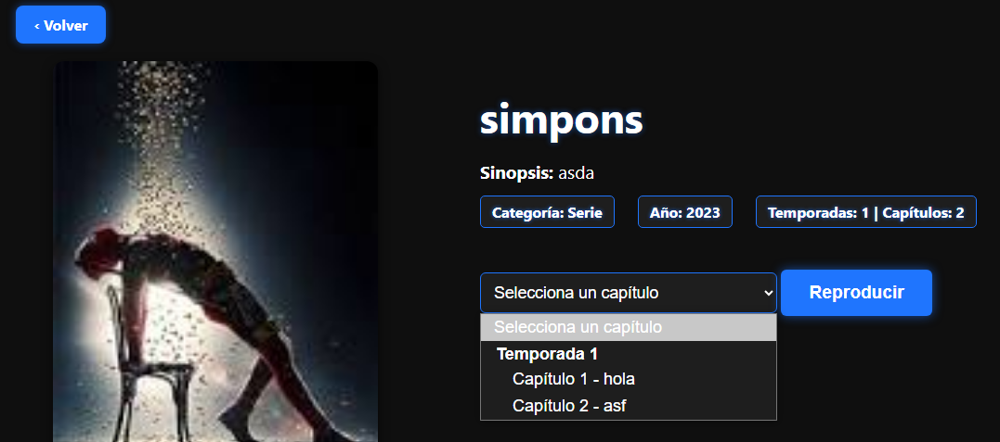 ‹ Volver
simpons
Sinopsis: asda
Categoría: Serie
Año: 2023
Temporadas: 1 | Capítulos: 2
Selecciona un capítulo
Reproducir
Selecciona un capítulo
Temporada 1
Capítulo 1 - hola
Capítulo 2 - asf